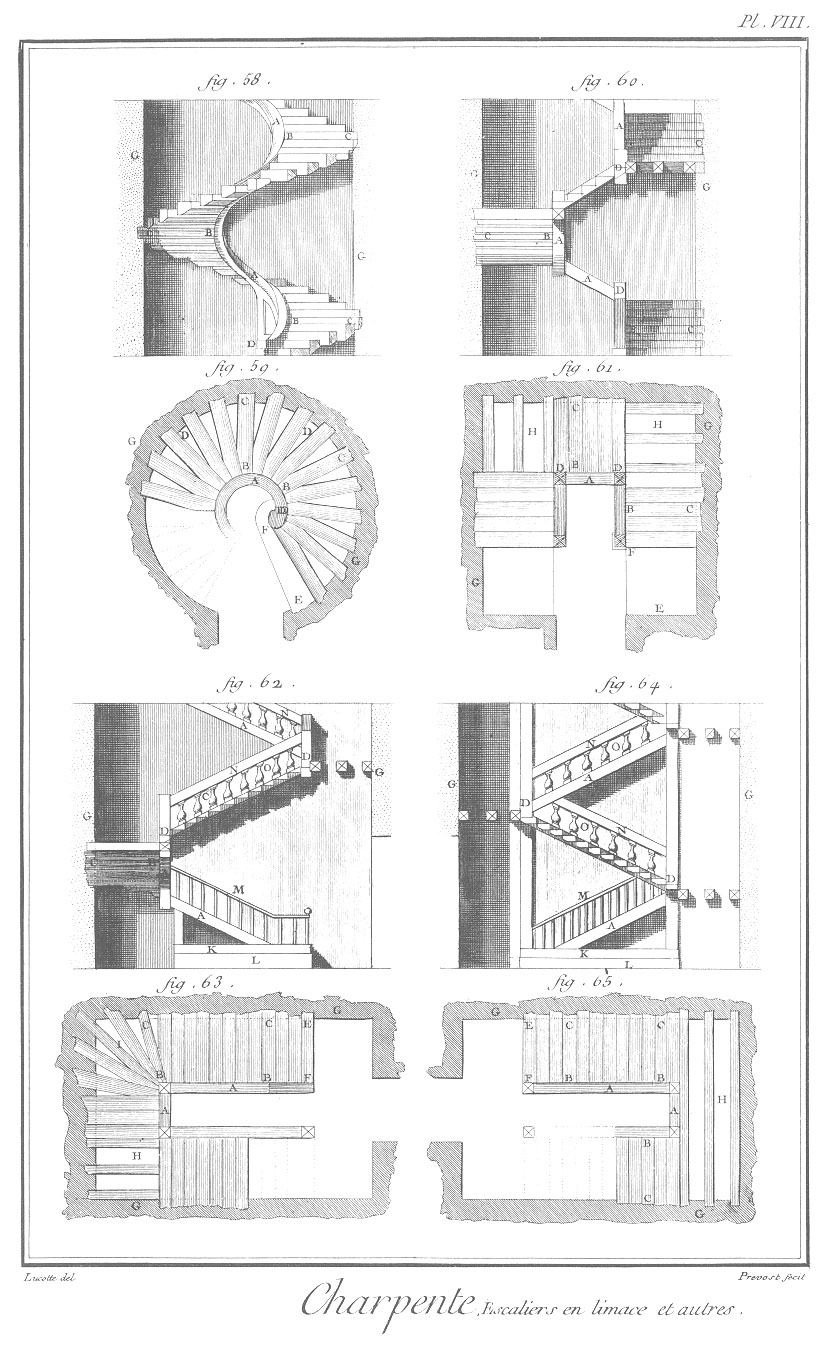 Pl. VIII.
fig. 58.
fig. 60.
A
B
C
G
C
B
A
G
B
C
D
A
D
C
G
G
C
B
A
A
D
C
fig. 59.
fig. 61.
C
D
D
G
C
B
A
B
D
F
G
E
C
H
H
G
B
D
D
A
B
C
F
G
E
fig. 62.
fig. 64.
N
A
D
G
N
O
C
G
D
C
B
A
M
A
K
L
N
O
A
G
G
D
O
N
D
M
A
K
L
fig. 63.
fig. 65.
G
C
C
E
I
B
B
F
A
A
H
G
G
E
C
C
F
B
B
A
A
H
B
C
G
Lucotte del
Prevost fecit
Charpente, Escaliers en limace et autres.